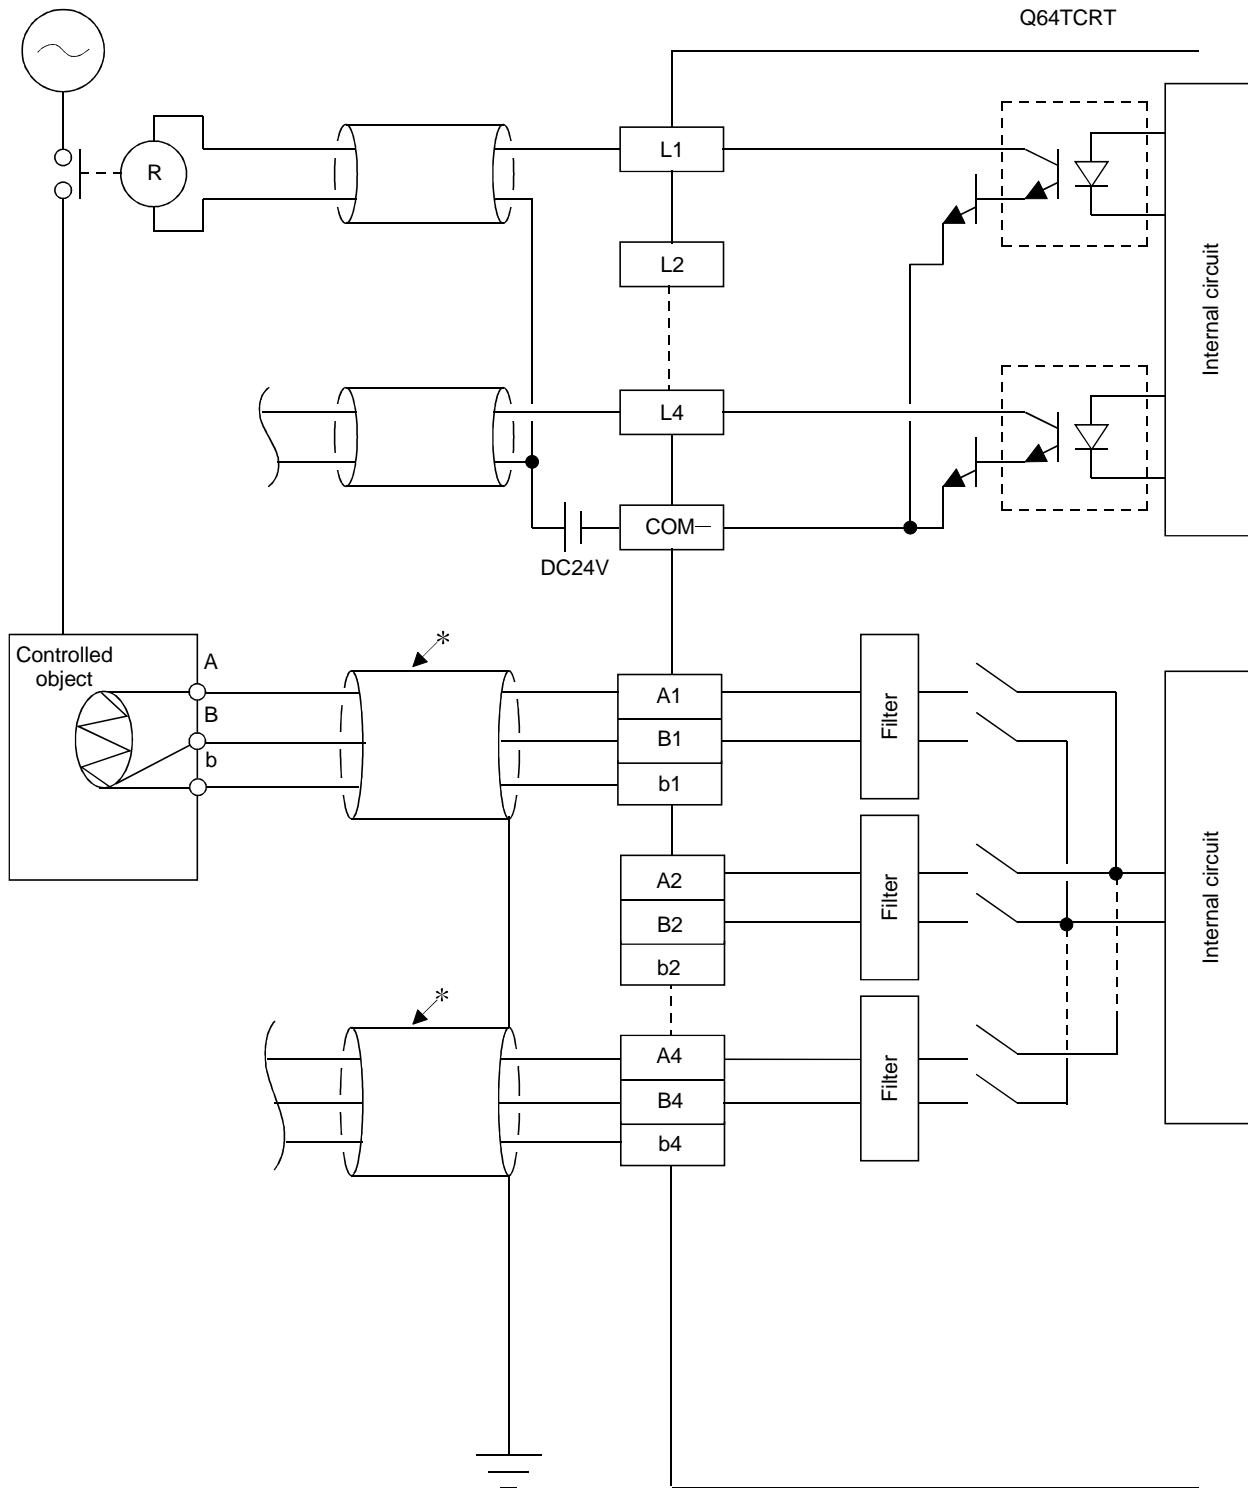 Q64TCRT
R
L1
L2
L4
COM—
DC24V
Internal circuit
Controlled
object
A
B
b
*
A1
B1
b1
A2
B2
b2
*
A4
B4
b4
Filter
Filter
Filter
Internal circuit